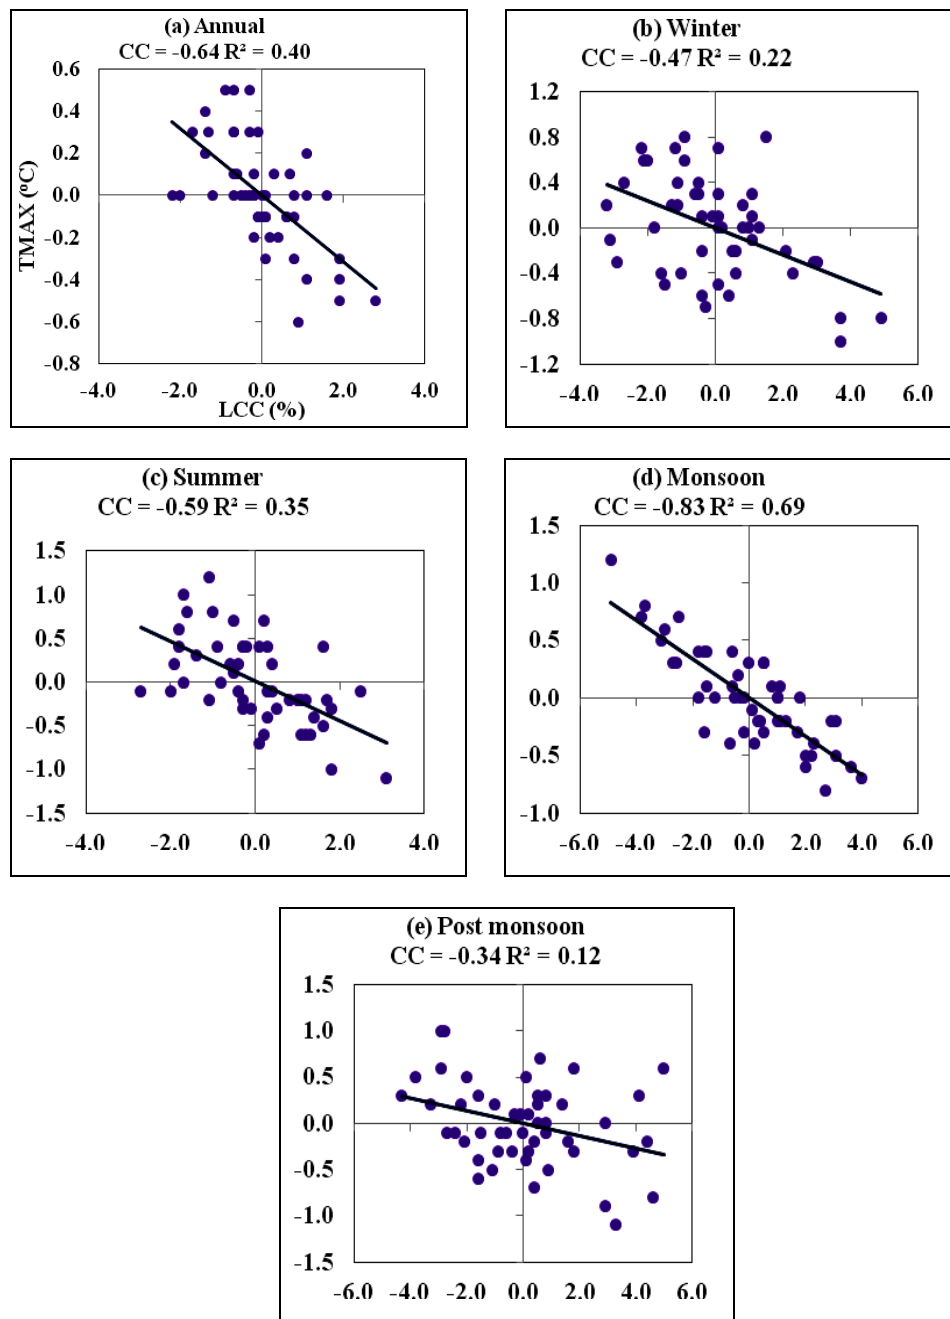 (a) Annual
CC = -0.64 R² = 0.40
0.6
0.4
0.2
0.0
-0.2
-0.4
-0.6
-0.8
TMAX (°C)
-4.0 -2.0 0.0 2.0 4.0
LCC (%)
(b) Winter
CC = -0.47 R² = 0.22
1.2
0.8
0.4
0.0
-0.4
-0.8
-1.2
-4.0 -2.0 0.0 2.0 4.0 6.0
(c) Summer
CC = -0.59 R² = 0.35
1.5
1.0
0.5
0.0
-0.5
-1.0
-1.5
-4.0 -2.0 0.0 2.0 4.0
(d) Monsoon
CC = -0.83 R² = 0.69
1.5
1.0
0.5
0.0
-0.5
-1.0
-6.0 -4.0 -2.0 0.0 2.0 4.0 6.0
(e) Post monsoon
CC = -0.34 R² = 0.12
1.5
1.0
0.5
0.0
-0.5
-1.0
-1.5
-6.0 -4.0 -2.0 0.0 2.0 4.0 6.0